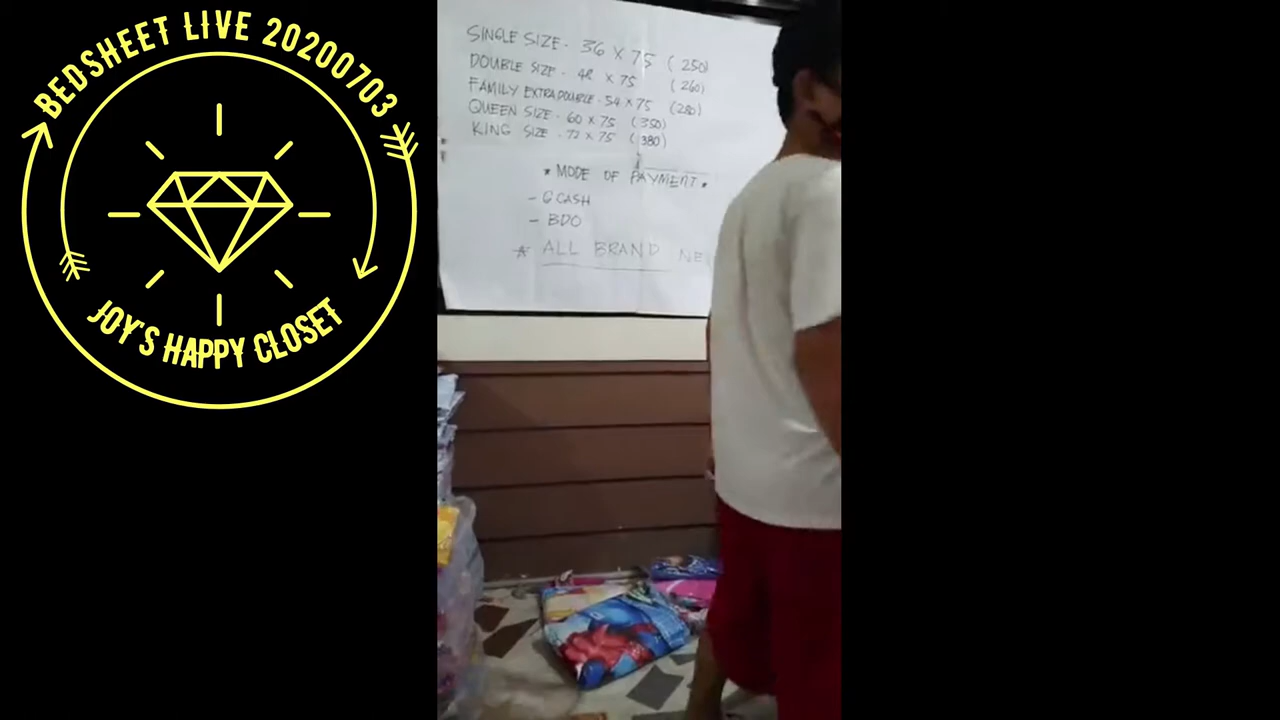 BEDSHEET LIVE 20200703
JOY'S HAPPY CLOSET
SINGLE SIZE - 36 X 75 (250)
DOUBLE SIZE - 48 X 75 (260)
FAMILY EXTRA DOUBLE - 54 X 75 (280)
QUEEN SIZE - 60 X 75 (350)
KING SIZE - 72 X 75 (380)
* MODE OF PAYMENT *
- GCASH
- BDO
* ALL BRAND NE